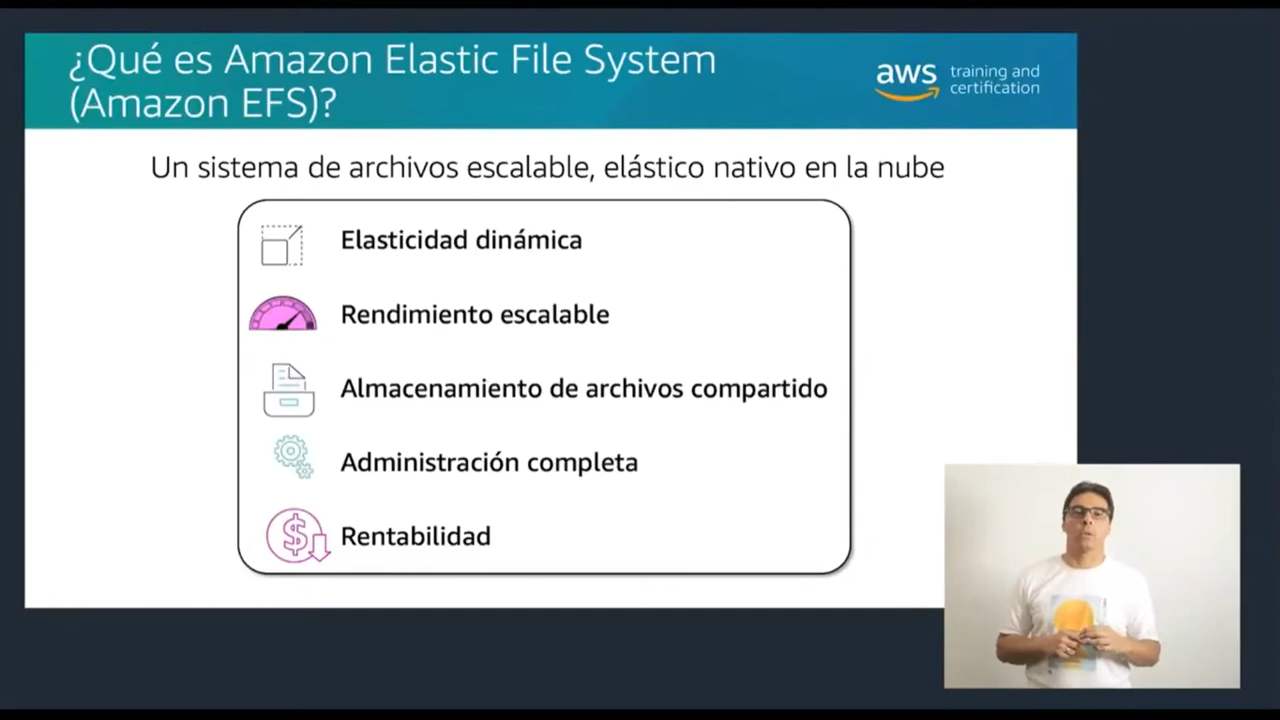 ¿Qué es Amazon Elastic File System
(Amazon EFS)?
aws training and
certification
Un sistema de archivos escalable, elástico nativo en la nube
Elasticidad dinámica
Rendimiento escalable
Almacenamiento de archivos compartido
Administración completa
$ Rentabilidad